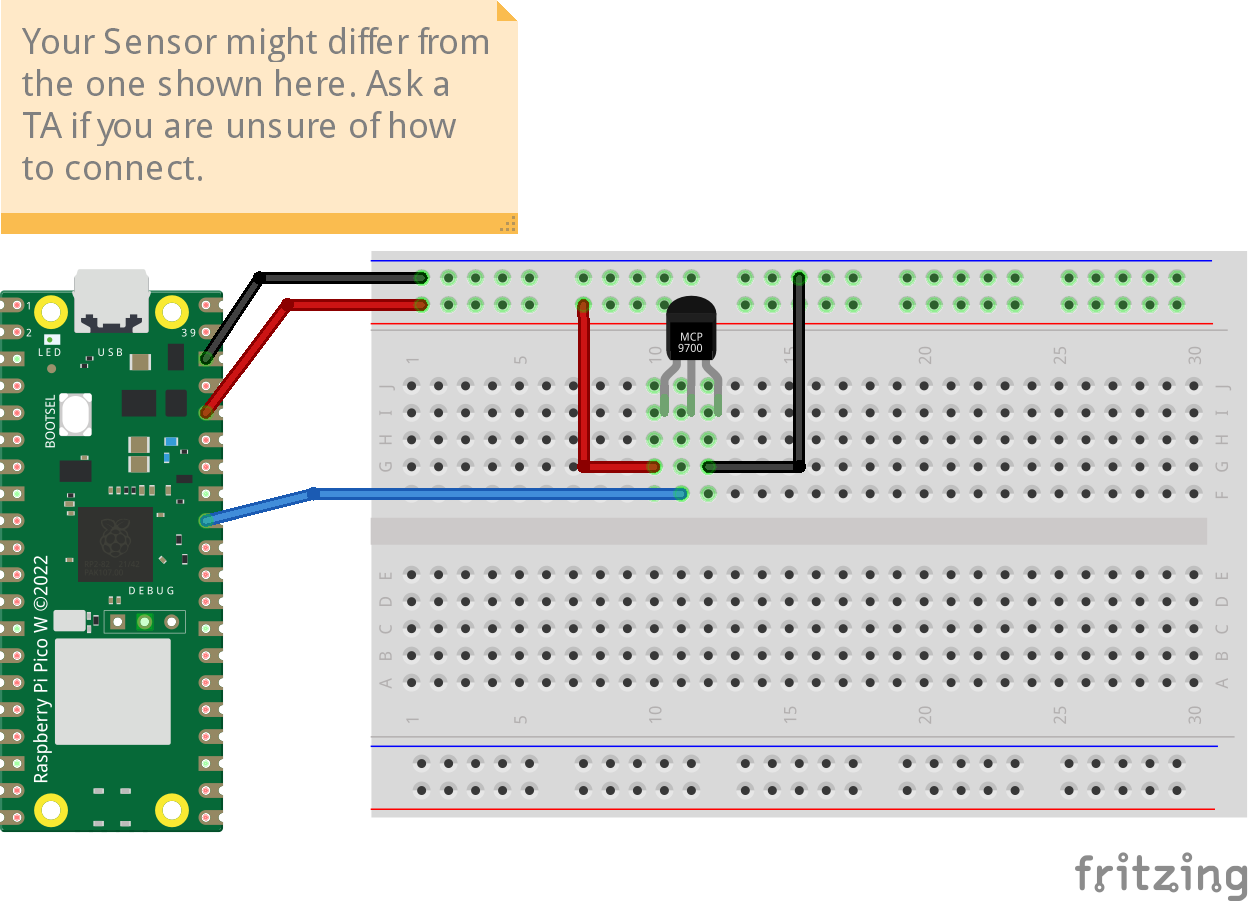 Your Sensor might differ from
the one shown here. Ask a
TA if you are unsure of how
to connect.
1
2
39
LED
USB
BOOTSEL
DEBUG
Raspberry Pi Pico W ©2022
MCP
9700
1 5 10 15 20 25 30
J J
I I
H H
G G
F F
E E
D D
C C
B B
A A
1 5 10 15 20 25 30
fritzing